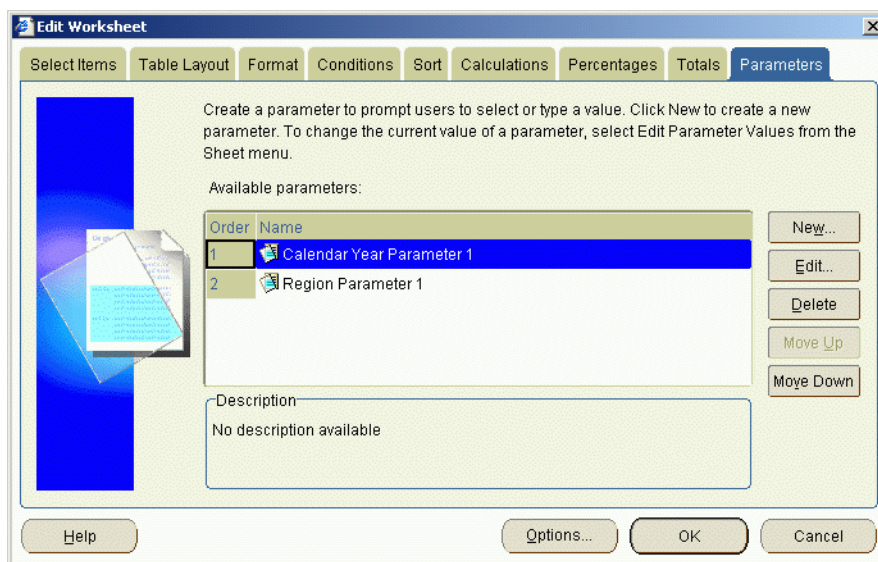 Edit Worksheet
Select Items Table Layout Format Conditions Sort Calculations Percentages Totals Parameters
Create a parameter to prompt users to select or type a value. Click New to create a new
parameter. To change the current value of a parameter, select Edit Parameter Values from the
Sheet menu.
Available parameters:
Order Name
1 Calendar Year Parameter 1
2 Region Parameter 1
New...
Edit...
Delete
Move Up
Move Down
Description
No description available
Help Options... OK Cancel